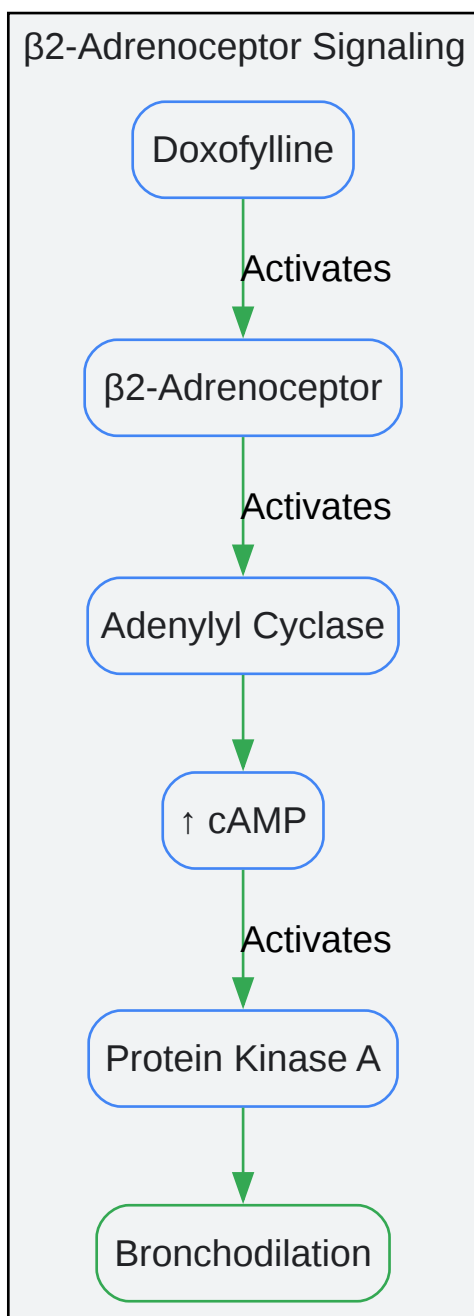 β2-Adrenoceptor Signaling
Doxofylline
Activates
β2-Adrenoceptor
Activates
Adenylyl Cyclase
↑ cAMP
Activates
Protein Kinase A
Bronchodilation